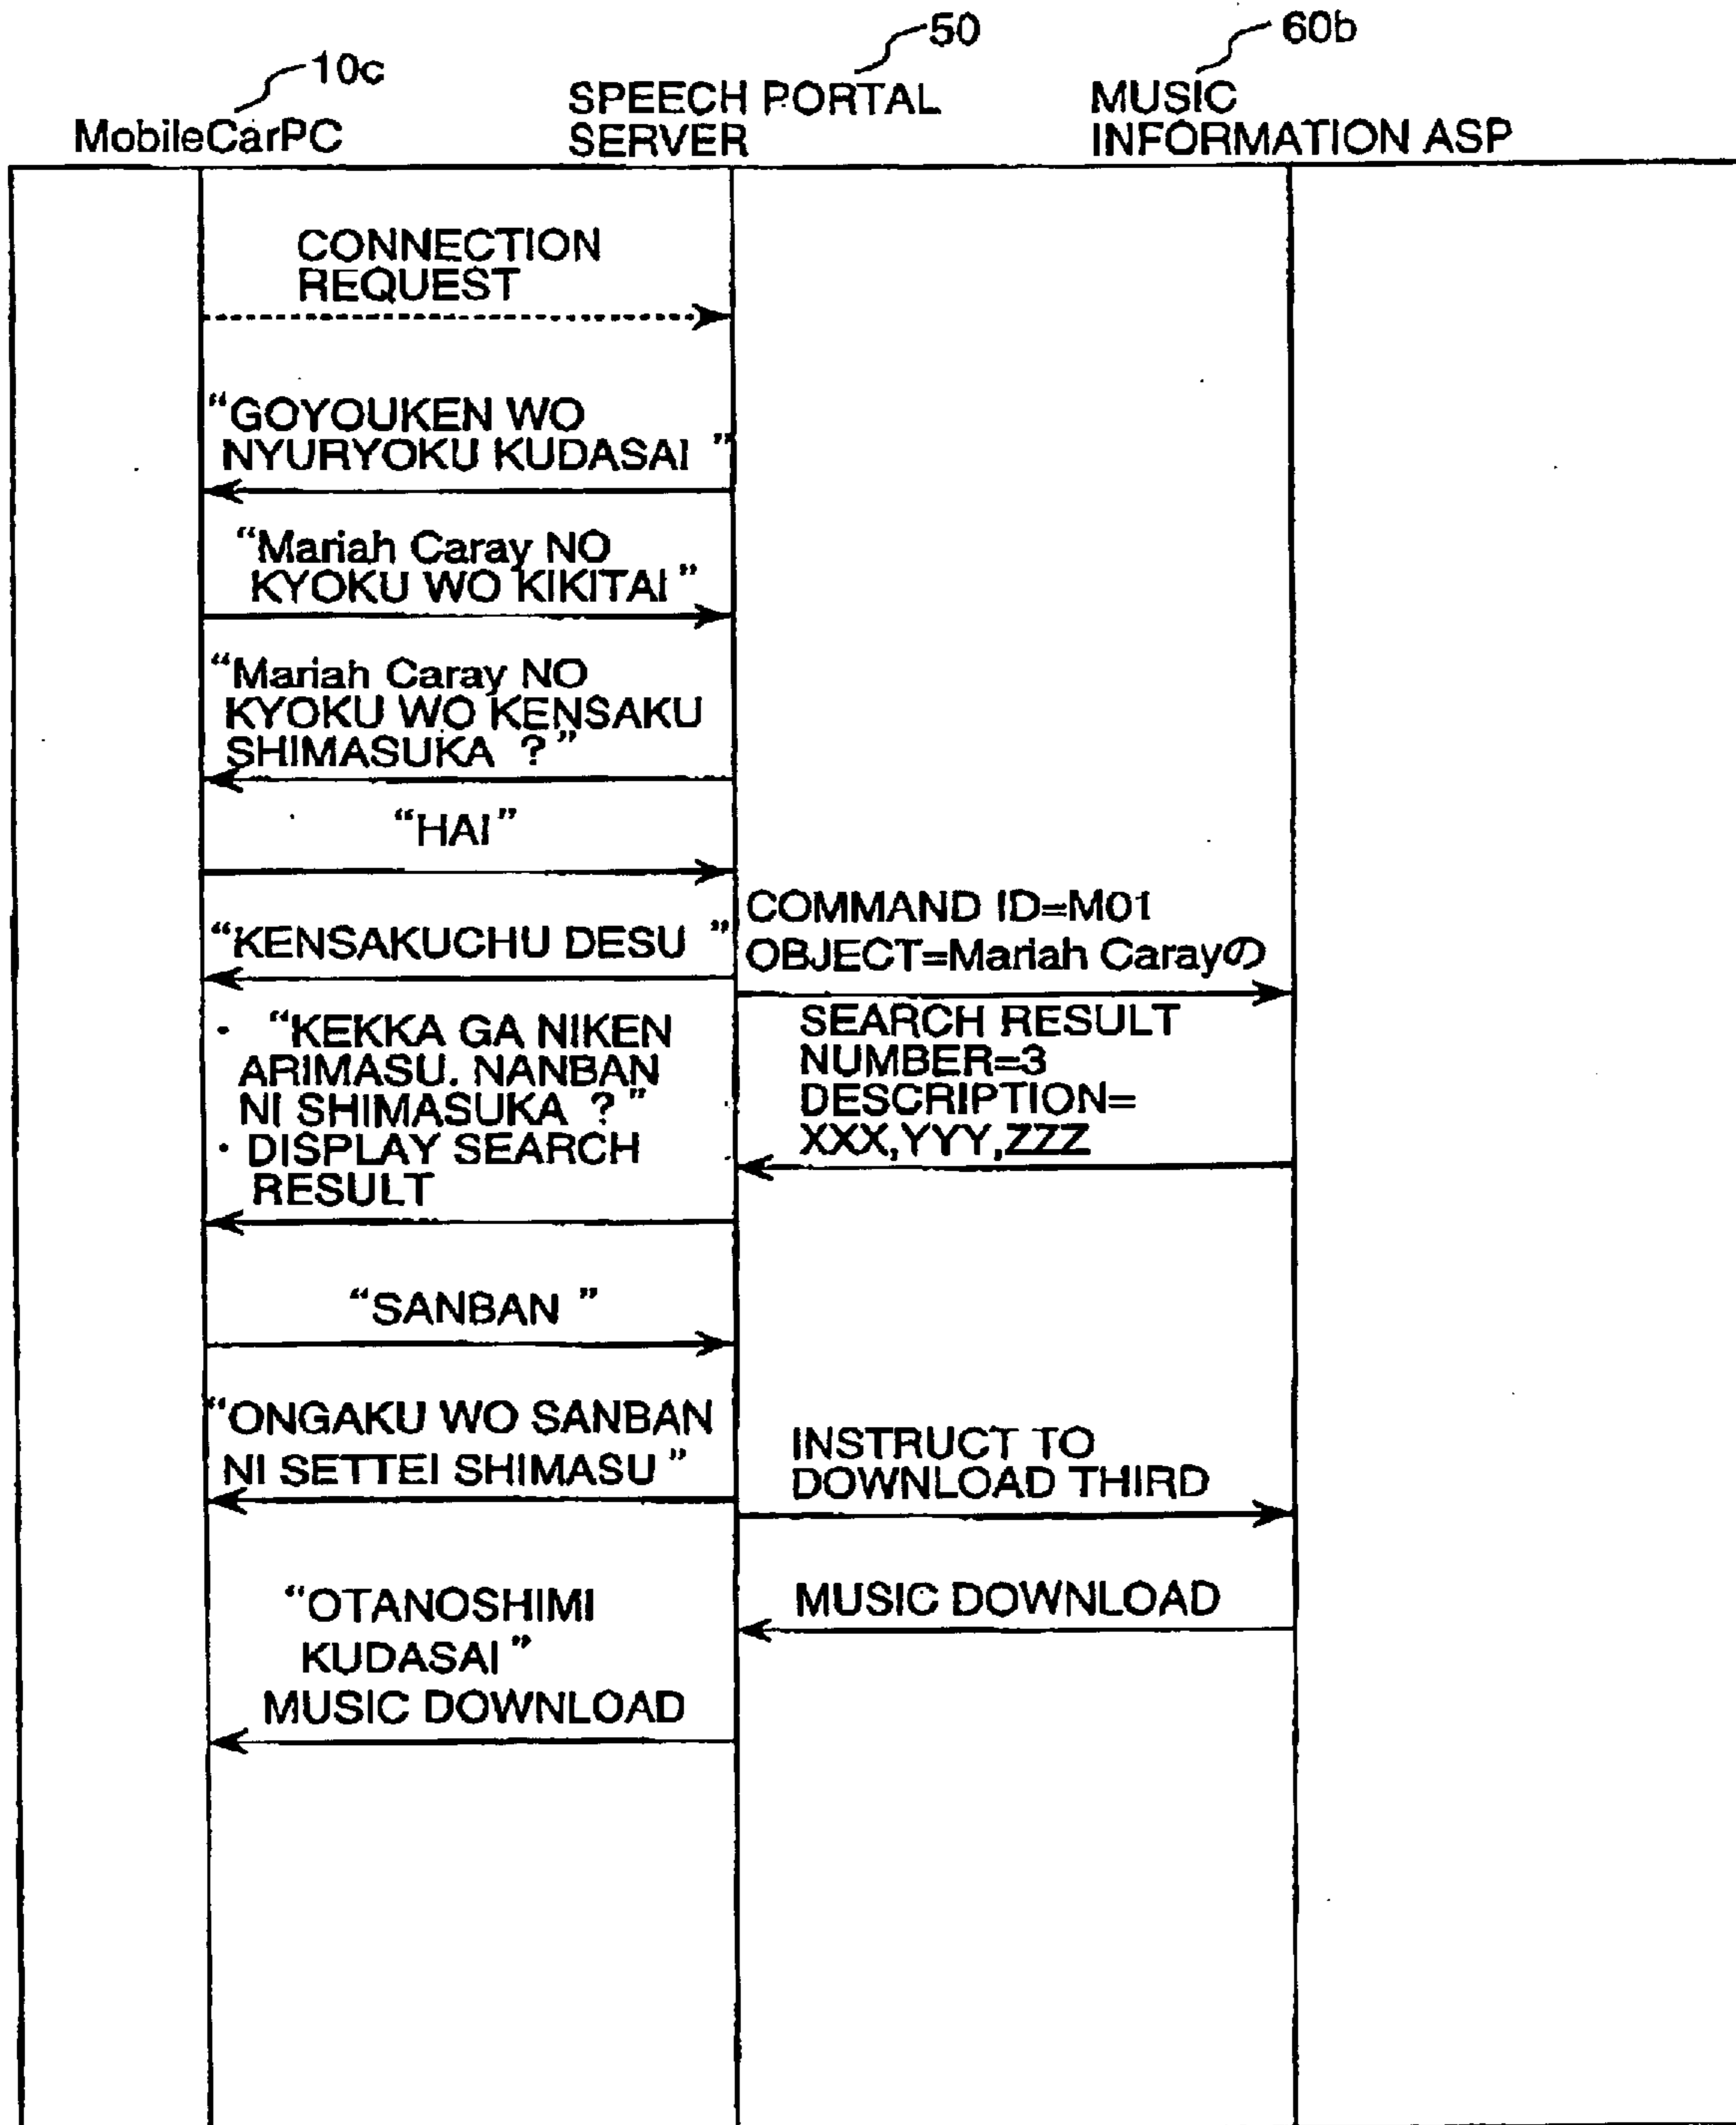 10c
50
60b
MobileCarPC
SPEECH PORTAL
SERVER
MUSIC
INFORMATION ASP
CONNECTION
REQUEST
“GOYOUKEN WO
NYURYOKU KUDASAI ”
“Mariah Caray NO
KYOKU WO KIKITAI ”
“Mariah Caray NO
KYOKU WO KENSAKU
SHIMASUKA ?”
“HAI”
“KENSAKUCHU DESU ”
COMMAND ID=M01
OBJECT=Mariah Carayの
· “KEKKA GA NIKEN
ARIMASU. NANBAN
NI SHIMASUKA ?”
· DISPLAY SEARCH
RESULT
SEARCH RESULT
NUMBER=3
DESCRIPTION=
XXX,YYY,ZZZ
“SANBAN ”
“ONGAKU WO SANBAN
NI SETTEI SHIMASU ”
INSTRUCT TO
DOWNLOAD THIRD
MUSIC DOWNLOAD
“OTANOSHIMI
KUDASAI ”
MUSIC DOWNLOAD